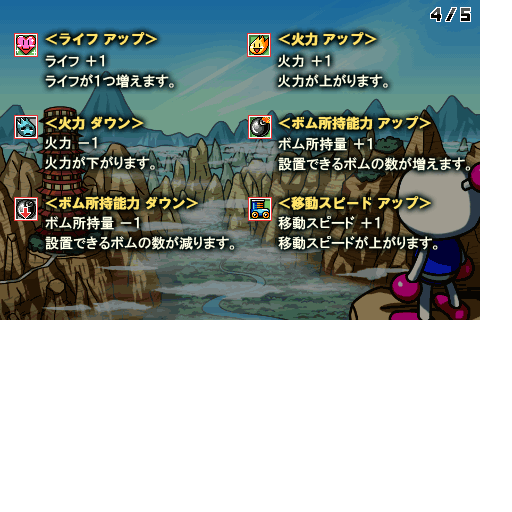 4/5
＜ライフ アップ＞
ライフ ＋1
ライフが1つ増えます。
＜火力 アップ＞
火力 ＋1
火力が上がります。
＜火力 ダウン＞
火力 －1
火力が下がります。
＜ボム所持能力 アップ＞
ボム所持量 ＋1
設置できるボムの数が増えます。
＜ボム所持能力 ダウン＞
ボム所持量 －1
設置できるボムの数が減ります。
＜移動スピード アップ＞
移動スピード ＋1
移動スピードが上がります。